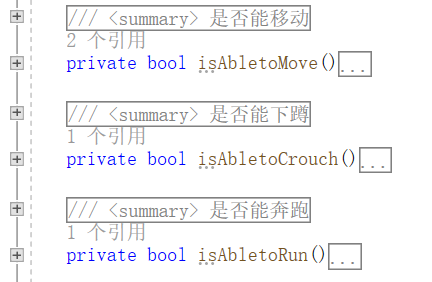 /// <summary> 是否能移动
2 个引用
private bool isAbletoMove()...
/// <summary> 是否能下蹲
1 个引用
private bool isAbletoCrouch()...
/// <summary> 是否能奔跑
1 个引用
private bool isAbletoRun()...